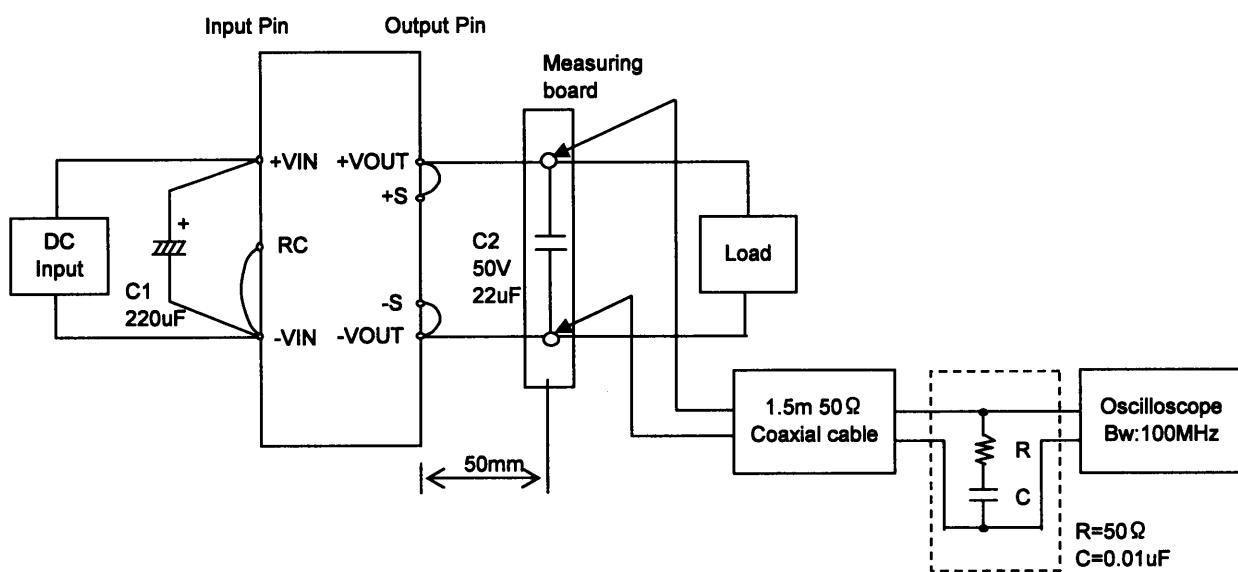 Input Pin
Output Pin
Measuring
board
+VIN
+VOUT
+S
DC
Input
+
RC
C1
220uF
C2
50V
22uF
Load
-S
-VIN
-VOUT
50mm
1.5m 50Ω
Coaxial cable
R
C
Oscilloscope
Bw:100MHz
R=50Ω
C=0.01uF